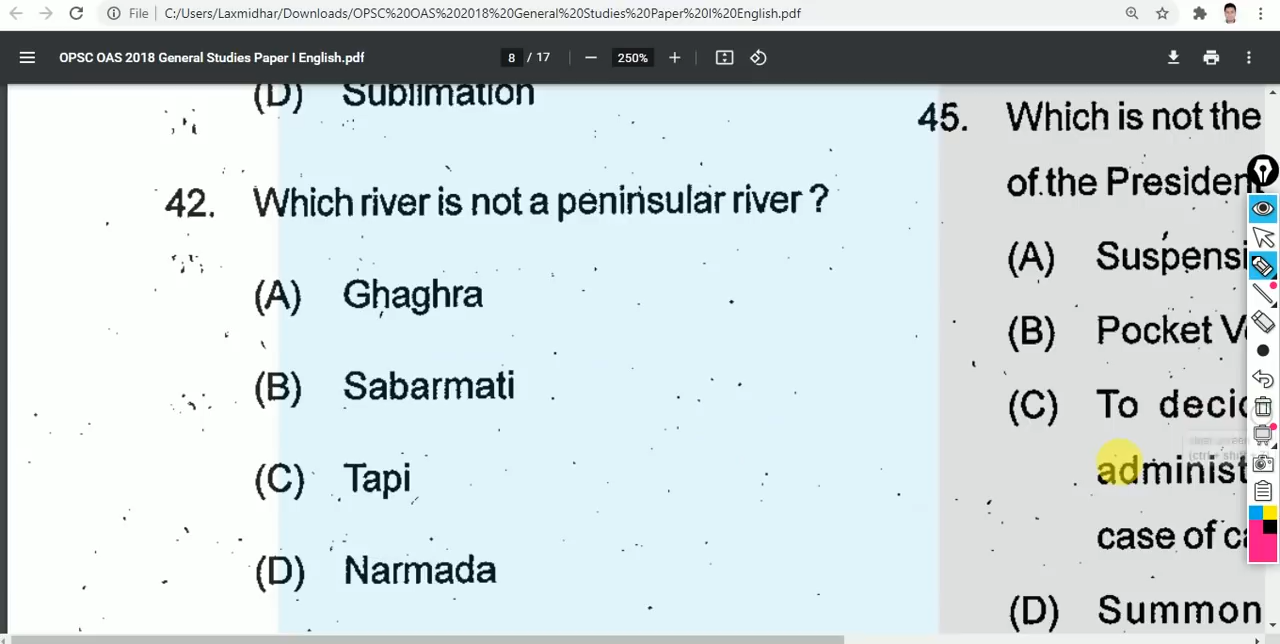 File C:/Users/Laxmidhar/Downloads/OPSC%20OAS%202018%20General%20Studies%20Paper%20I%20English.pdf
OPSC OAS 2018 General Studies Paper I English.pdf 8 / 17 250%
(D) Sublimation
42. Which river is not a peninsular river ?
(A) Ghaghra
(B) Sabarmati
(C) Tapi
(D) Narmada
45. Which is not the
of the Presiden
(A) Suspensi
(B) Pocket V
(C) To decid
administ
case of ca
(D) Summon